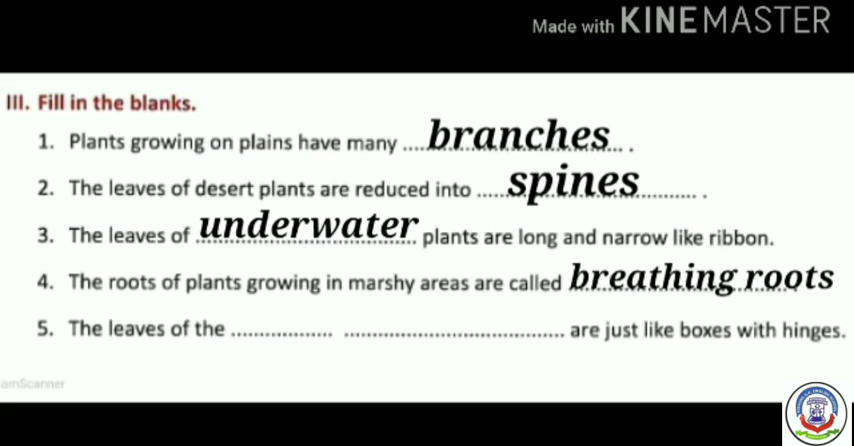 Made with KINEMASTER
III. Fill in the blanks.
1. Plants growing on plains have many ....branches... .
2. The leaves of desert plants are reduced into .....spines........... .
3. The leaves of underwater plants are long and narrow like ribbon.
4. The roots of plants growing in marshy areas are called breathing roots
5. The leaves of the .................. ...................................... are just like boxes with hinges.
amScanner